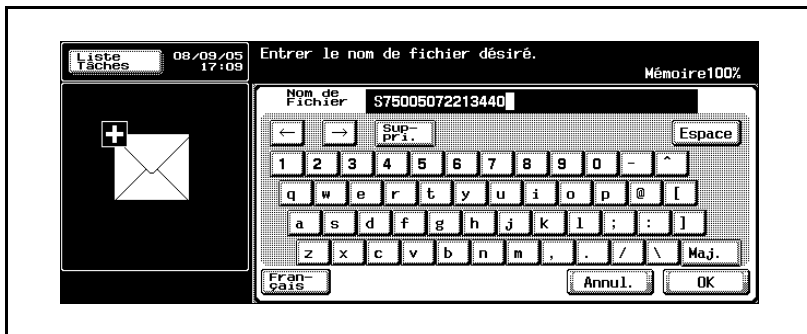 Liste
Tâches
08/09/05
17:09
Entrer le nom de fichier désiré.
Mémoire100%
Nom de
Fichier
S75005072213440
← → Sup-
pri.
Espace
1 2 3 4 5 6 7 8 9 0 - ^
q w e r t y u i o p @ [
a s d f g h j k l ; : ]
z x c v b n m , . / \ Maj.
Fran-
çais
Annul. OK